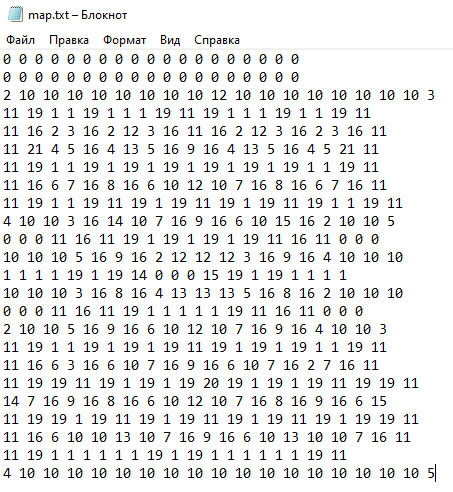 map.txt – Блокнот
Файл Правка Формат Вид Справка
0 0 0 0 0 0 0 0 0 0 0 0 0 0 0 0 0 0 0
0 0 0 0 0 0 0 0 0 0 0 0 0 0 0 0 0 0 0
2 10 10 10 10 10 10 10 10 12 10 10 10 10 10 10 10 10 3
11 19 1 1 19 1 1 1 19 11 19 1 1 1 19 1 1 19 11
11 16 2 3 16 2 12 3 16 11 16 2 12 3 16 2 3 16 11
11 21 4 5 16 4 13 5 16 9 16 4 13 5 16 4 5 21 11
11 19 1 1 19 1 19 1 19 1 19 1 19 1 19 1 1 19 11
11 16 6 7 16 8 16 6 10 12 10 7 16 8 16 6 7 16 11
11 19 1 1 19 11 19 1 19 11 19 1 19 11 19 1 1 19 11
4 10 10 3 16 14 10 7 16 9 16 6 10 15 16 2 10 10 5
0 0 0 11 16 11 19 1 19 1 19 1 19 11 16 11 0 0 0
10 10 10 5 16 9 16 2 12 12 12 3 16 9 16 4 10 10 10
1 1 1 1 19 1 19 14 0 0 0 15 19 1 19 1 1 1 1
10 10 10 3 16 8 16 4 13 13 13 5 16 8 16 2 10 10 10
0 0 0 11 16 11 19 1 1 1 1 1 19 11 16 11 0 0 0
2 10 10 5 16 9 16 6 10 12 10 7 16 9 16 4 10 10 3
11 19 1 1 19 1 19 1 19 11 19 1 19 1 19 1 1 19 11
11 16 6 3 16 6 10 7 16 9 16 6 10 7 16 2 7 16 11
11 19 19 11 19 1 19 1 19 20 19 1 19 1 19 11 19 19 11
14 7 16 9 16 8 16 6 10 12 10 7 16 8 16 9 16 6 15
11 19 19 1 19 11 19 1 19 11 19 1 19 11 19 1 19 19 11
11 16 6 10 10 13 10 7 16 9 16 6 10 13 10 10 7 16 11
11 19 1 1 1 1 1 1 19 1 19 1 1 1 1 1 1 19 11
4 10 10 10 10 10 10 10 10 10 10 10 10 10 10 10 10 10 5